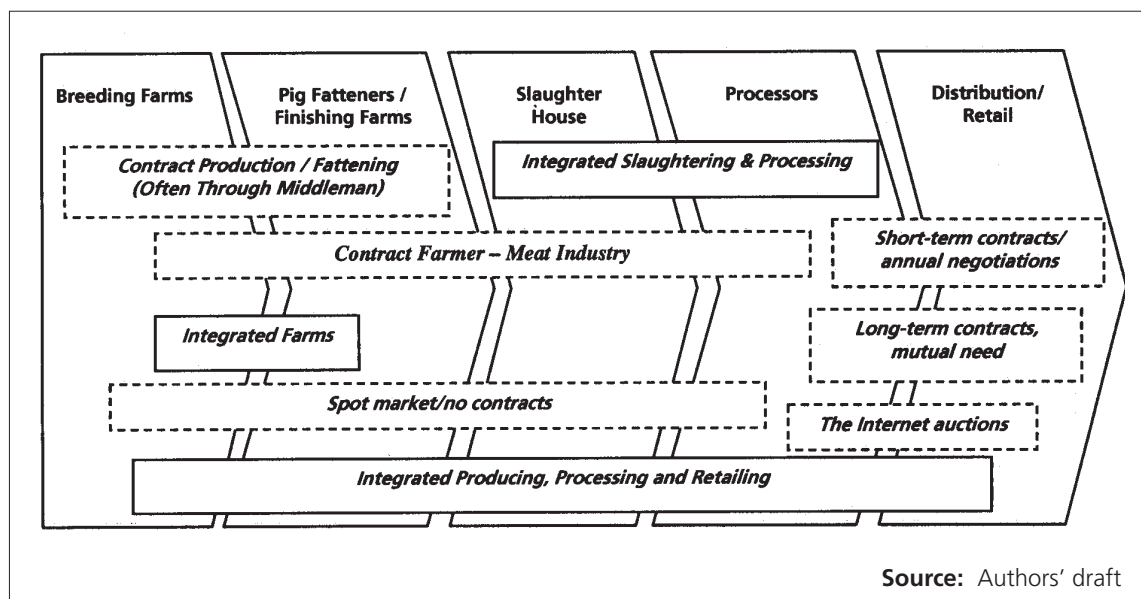 Breeding Farms
Pig Fatteners /
Finishing Farms
Slaughter
House
Processors
Distribution/
Retail
Contract Production / Fattening
(Often Through Middleman)
Integrated Slaughtering & Processing
Contract Farmer – Meat Industry
Short-term contracts/
annual negotiations
Integrated Farms
Long-term contracts,
mutual need
Spot market/no contracts
The Internet auctions
Integrated Producing, Processing and Retailing
Source: Authors' draft